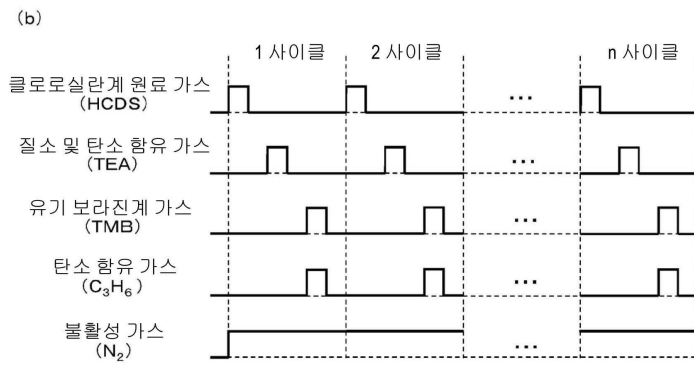 (b)
1 사이클 2 사이클 n 사이클
클로로실란계 원료 가스
(HCDS)
...
질소 및 탄소 함유 가스
(TEA)
...
유기 보라진계 가스
(TMB)
...
탄소 함유 가스
(C₃H₆)
...
불활성 가스
(N₂)
...